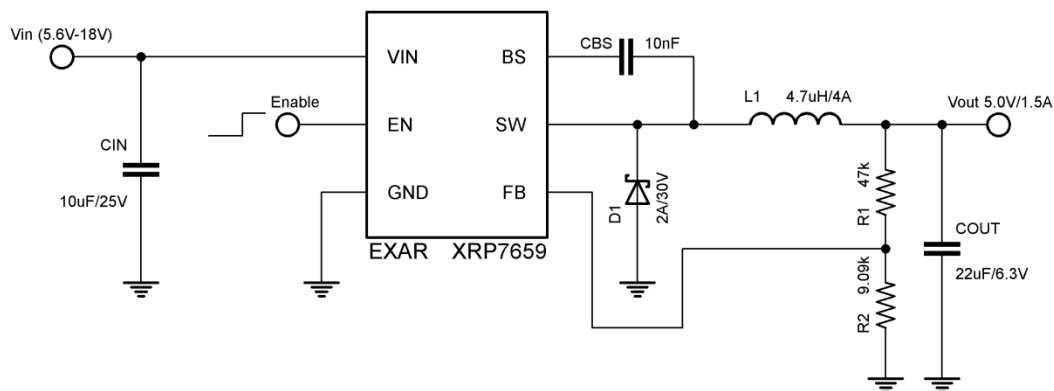 Vin (5.6V-18V)
CIN
10uF/25V
Enable
VIN
EN
GND
BS
SW
FB
EXAR XRP7659
CBS
10nF
D1
2A/30V
L1
4.7uH/4A
Vout 5.0V/1.5A
47k
R1
9.09k
R2
COUT
22uF/6.3V